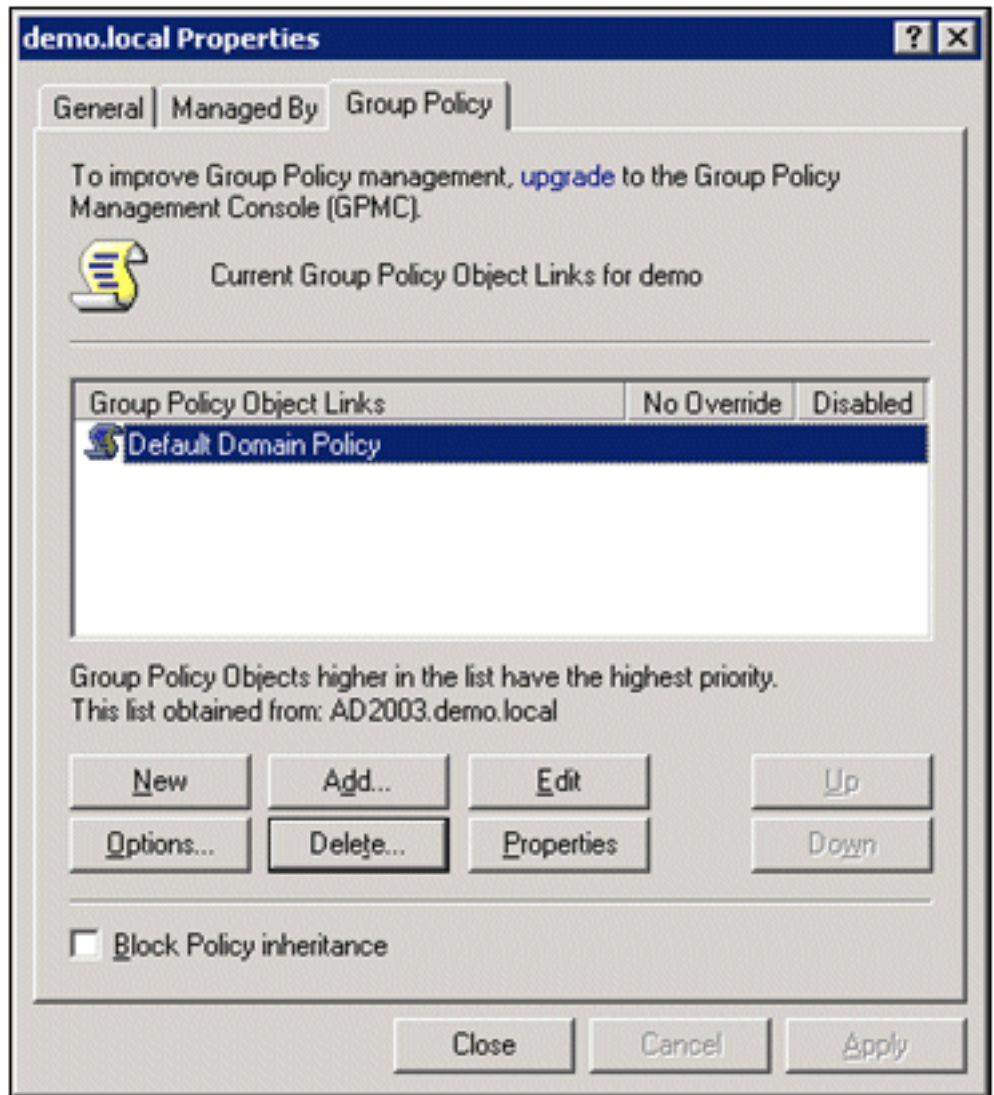 demo.local Properties
General Managed By Group Policy
To improve Group Policy management, upgrade to the Group Policy
Management Console (GPMC).
Current Group Policy Object Links for demo
Group Policy Object Links No Override Disabled
Default Domain Policy
Group Policy Objects higher in the list have the highest priority.
This list obtained from: AD2003.demo.local
New Add... Edit Up
Options... Delete... Properties Down
Block Policy inheritance
Close Cancel Apply